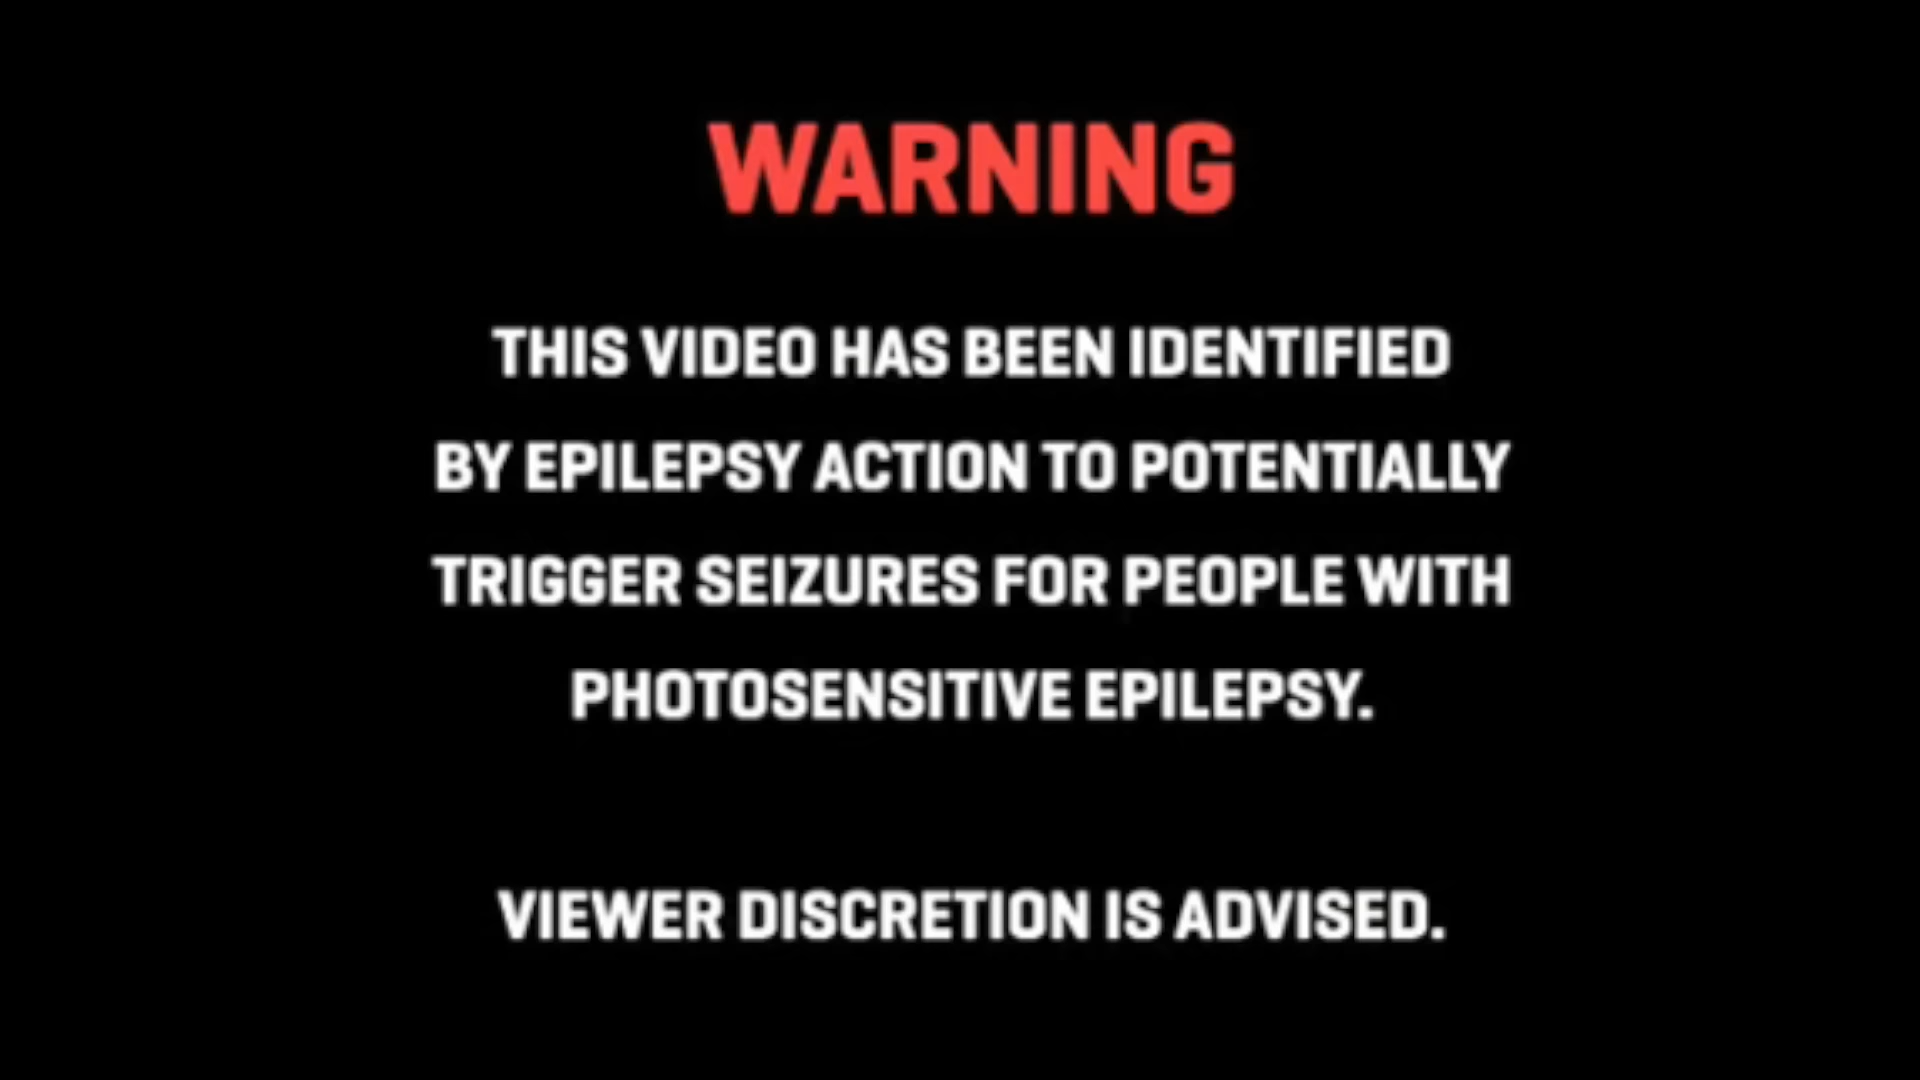 WARNING
THIS VIDEO HAS BEEN IDENTIFIED
BY EPILEPSY ACTION TO POTENTIALLY
TRIGGER SEIZURES FOR PEOPLE WITH
PHOTOSENSITIVE EPILEPSY.
VIEWER DISCRETION IS ADVISED.